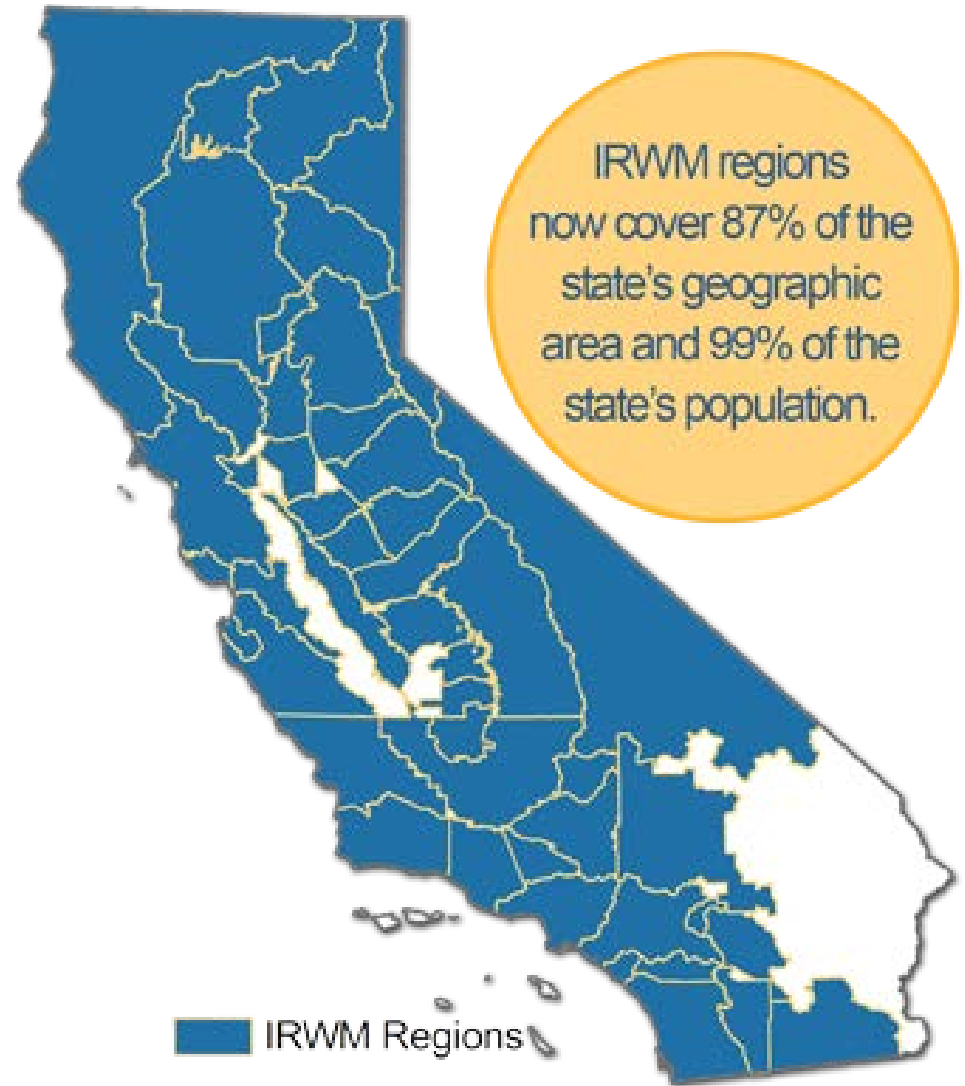 IRWM regions
now cover 87% of the
state's geographic
area and 99% of the
state's population.
IRWM Regions